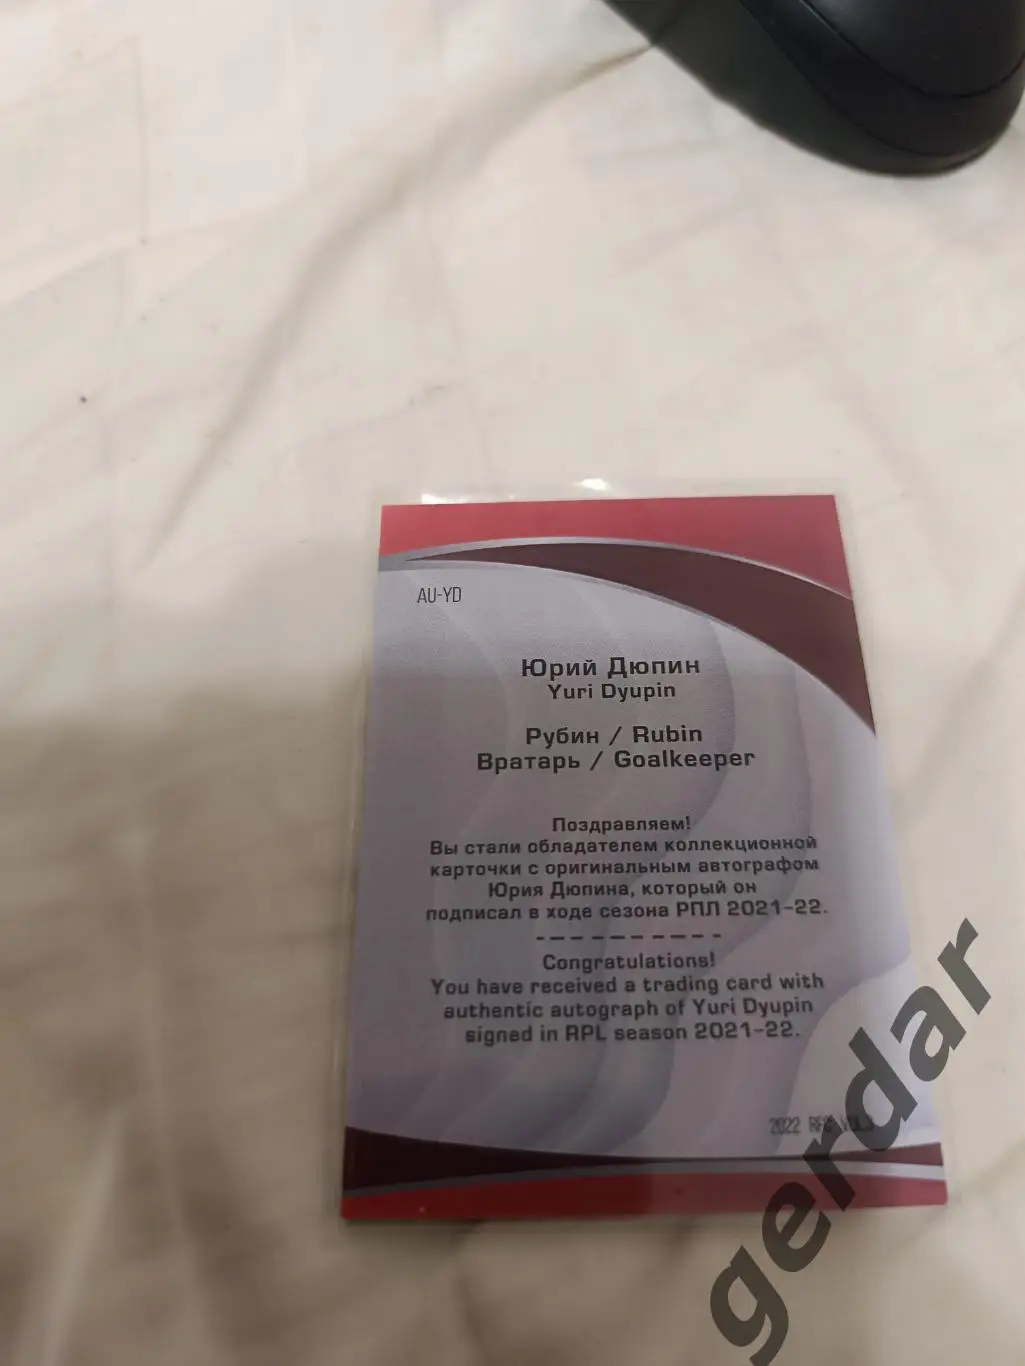 AU-YD
Юрий Дюпин
Yuri Dyupin
Рубин / Rubin
Вратарь / Goalkeeper
Поздравляем!
Вы стали обладателем коллекционной
карточки с оригинальным автографом
Юрия Дюпина, который он
подписал в ходе сезона РПЛ 2021-22.
Congratulations!
You have received a trading card with
authentic autograph of Yuri Dyupin
signed in RPL season 2021-22.
2022
gerdar